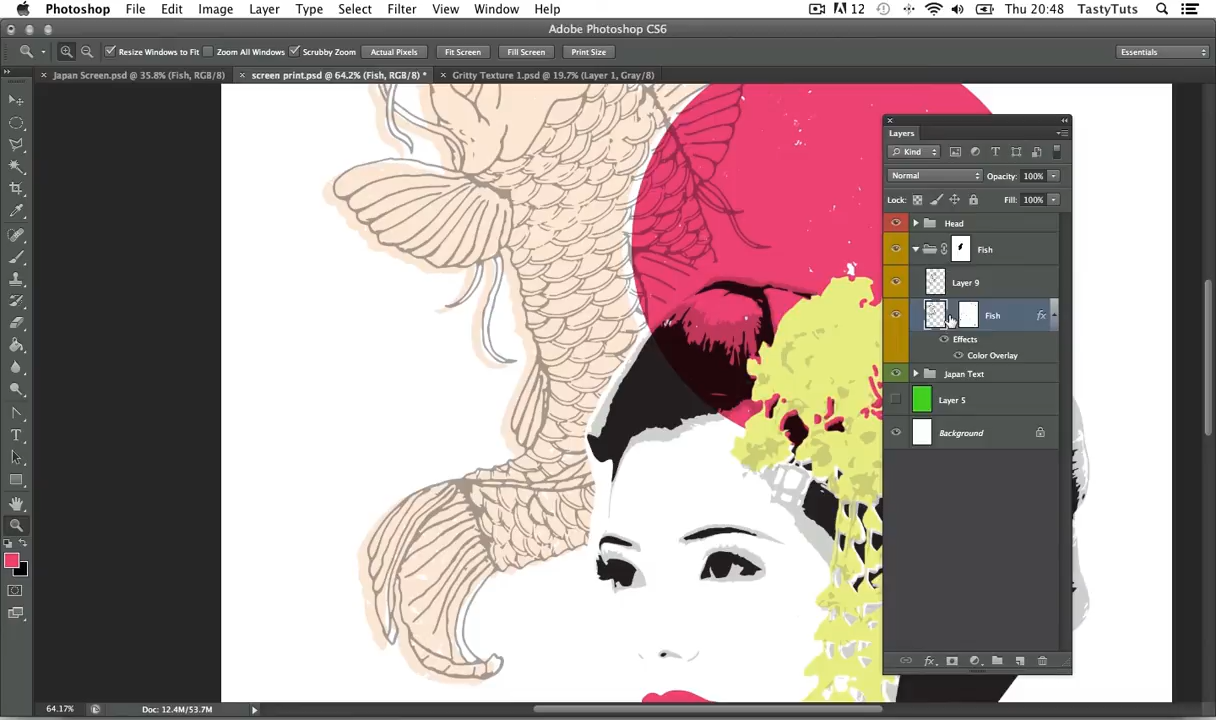 Photoshop File Edit Image Layer Type Select Filter View Window Help 12 Thu 20:48 TastyTuts
Adobe Photoshop CS6
Resize Windows to Fit Zoom All Windows Scrubby Zoom Actual Pixels Fit Screen Fill Screen Print Size Essentials
Japan Screen.psd @ 35.8% (Fish, RGB/8) screen print.psd @ 64.2% (Fish, RGB/8) * Gritty Texture 1.psd @ 19.7% (Layer 1, Gray/8)
Layers
Kind
Normal Opacity: 100%
Lock: Fill: 100%
Head
Fish
Layer 9
Fish fx
Effects
Color Overlay
Japan Text
Layer 5
Background
fx
64.17% Doc: 12.4M/53.7M